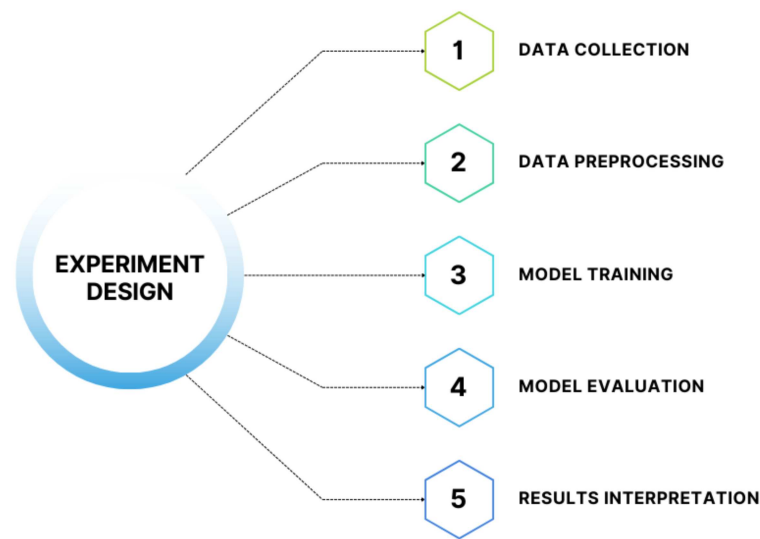 EXPERIMENT
DESIGN
1
DATA COLLECTION
2
DATA PREPROCESSING
3
MODEL TRAINING
4
MODEL EVALUATION
5
RESULTS INTERPRETATION